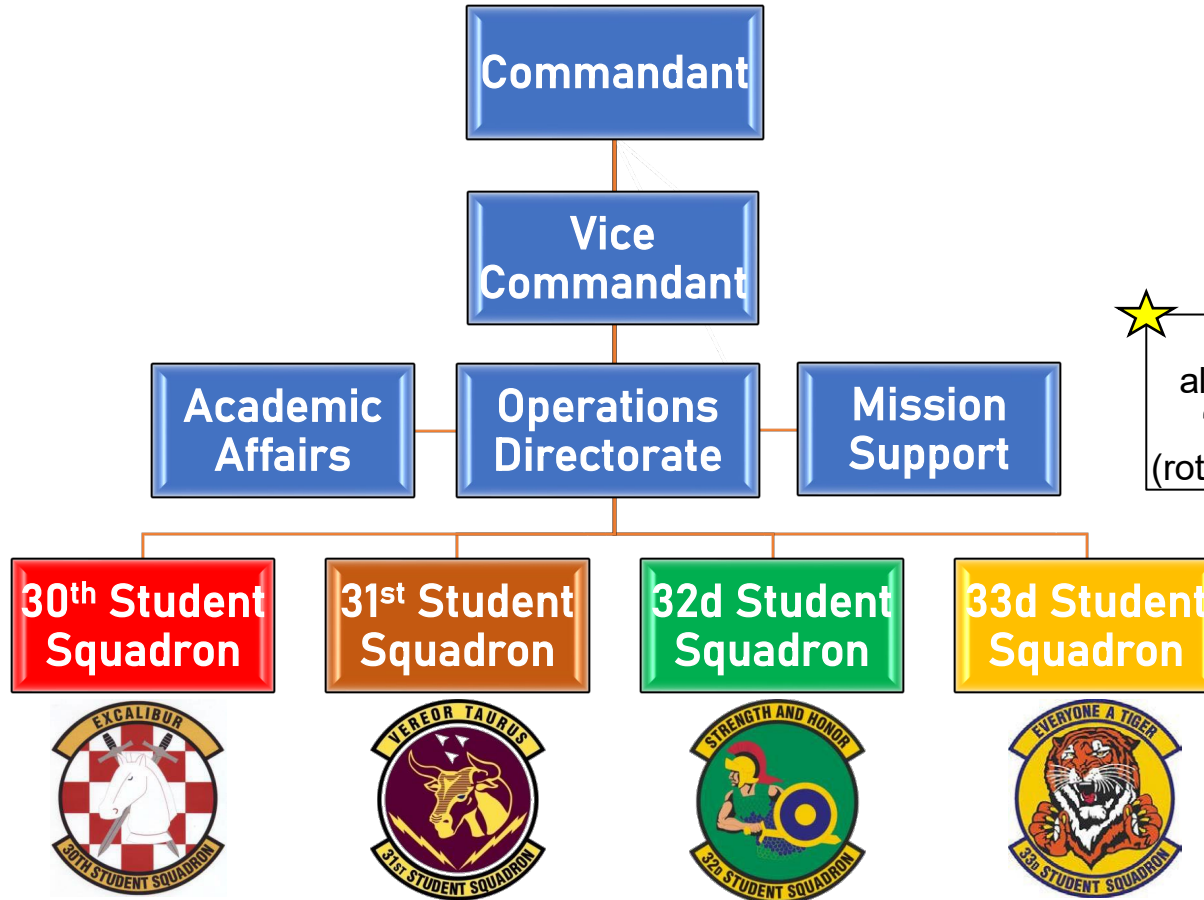 Commandant
Vice
Commandant
Academic
Affairs
Operations
Directorate
Mission
Support
(rot
30th Student
Squadron
31st Student
Squadron
32d Student
Squadron
33d Student
Squadron
EXCALIBUR
30TH STUDENT SQUADRON
VEREOR TAURUS
31ST STUDENT SQUADRON
STRENGTH AND HONOR
32D STUDENT SQUADRON
EVERYONE A TIGER
33D STUDENT SQUADRON